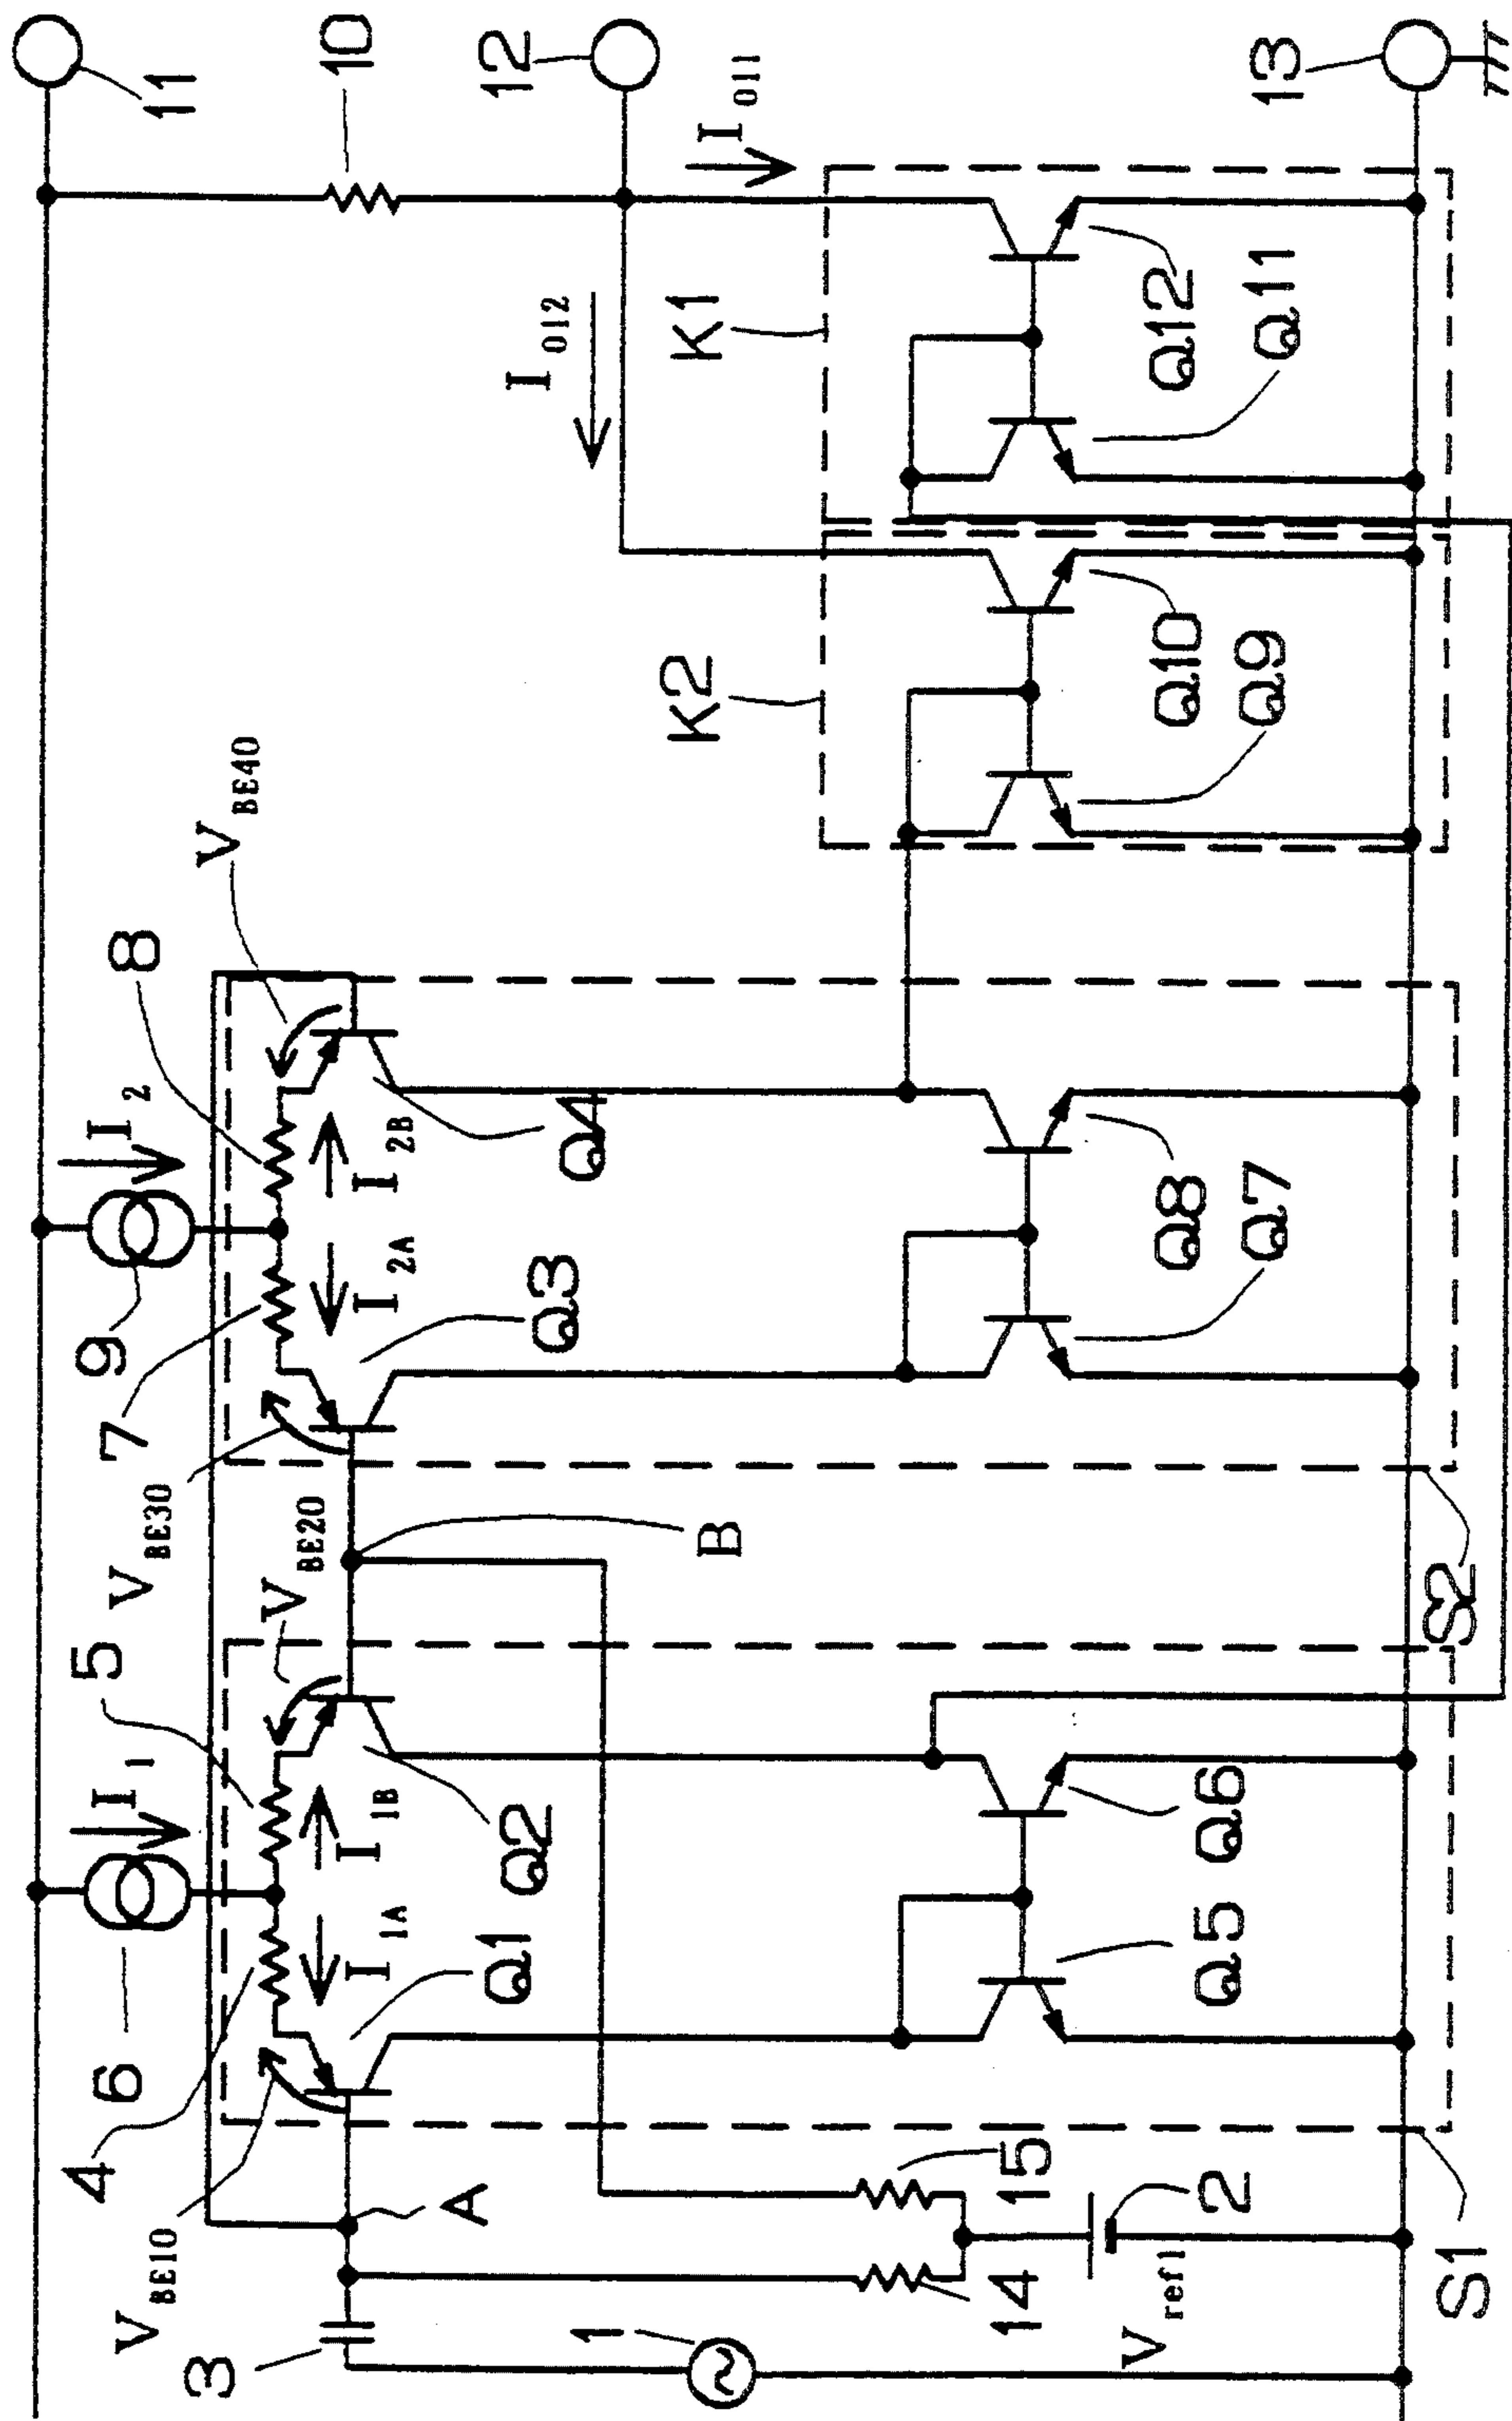 11
10
12
I011
13
I012
K1
Q12
Q11
K2
Q10
Q9
VBE40
8
I2
I2B
Q4
9
I2A
Q3
Q8
Q7
7
VBE30
VBE20
B
S2
5
I1
I1B
Q2
Q6
I1A
Q1
Q5
6
4
VBE10
A
15
14
2
Vref1
S1
3
1